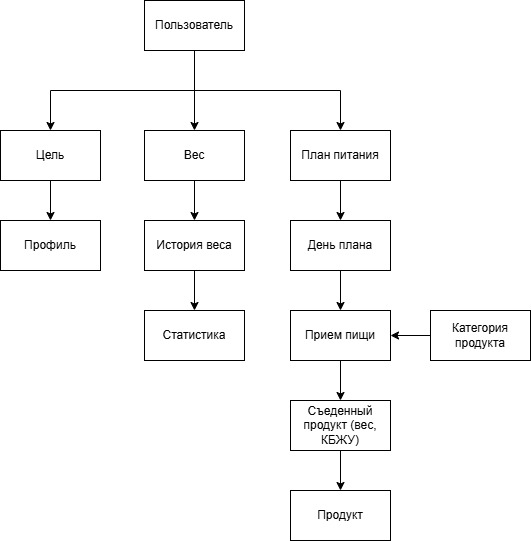 Пользователь
Цель
Вес
План питания
Профиль
История веса
День плана
Статистика
Прием пищи
Категория
продукта
Съеденный
продукт (вес,
КБЖУ)
Продукт